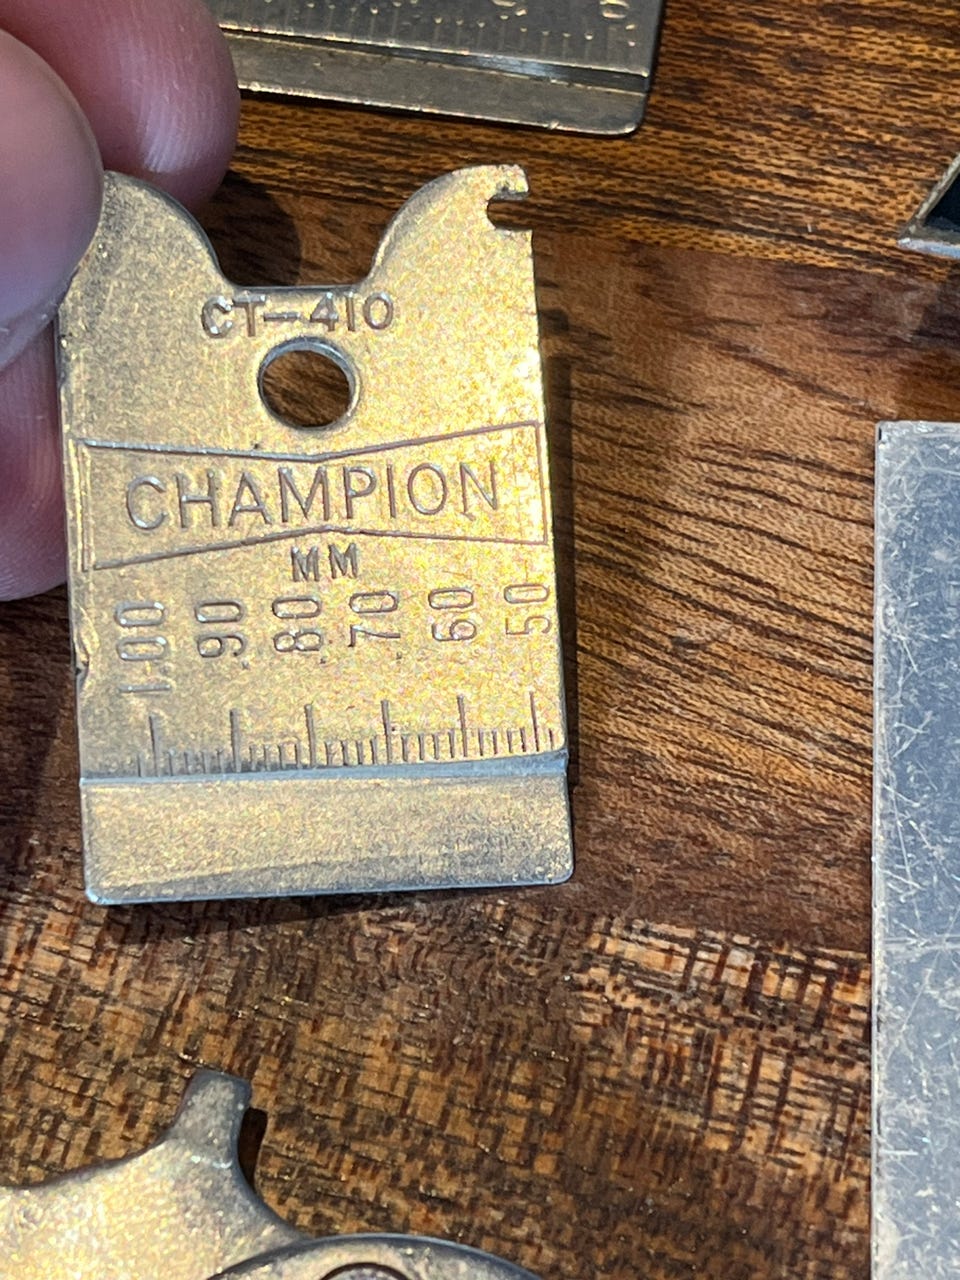 CT-410
CHAMPION
MM
1.00 .90 .80 .70 .60 .50